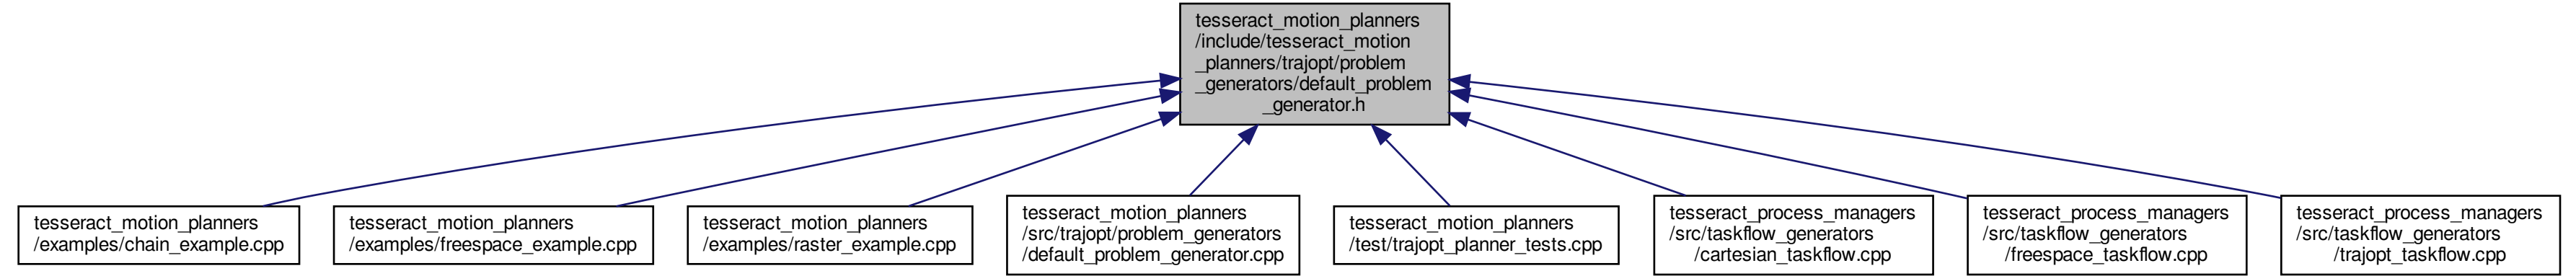 tesseract_motion_planners
/include/tesseract_motion
_planners/trajopt/problem
_generators/default_problem
_generator.h
tesseract_motion_planners
/examples/chain_example.cpp
tesseract_motion_planners
/examples/freespace_example.cpp
tesseract_motion_planners
/examples/raster_example.cpp
tesseract_motion_planners
/src/trajopt/problem_generators
/default_problem_generator.cpp
tesseract_motion_planners
/test/trajopt_planner_tests.cpp
tesseract_process_managers
/src/taskflow_generators
/cartesian_taskflow.cpp
tesseract_process_managers
/src/taskflow_generators
/freespace_taskflow.cpp
tesseract_process_managers
/src/taskflow_generators
/trajopt_taskflow.cpp